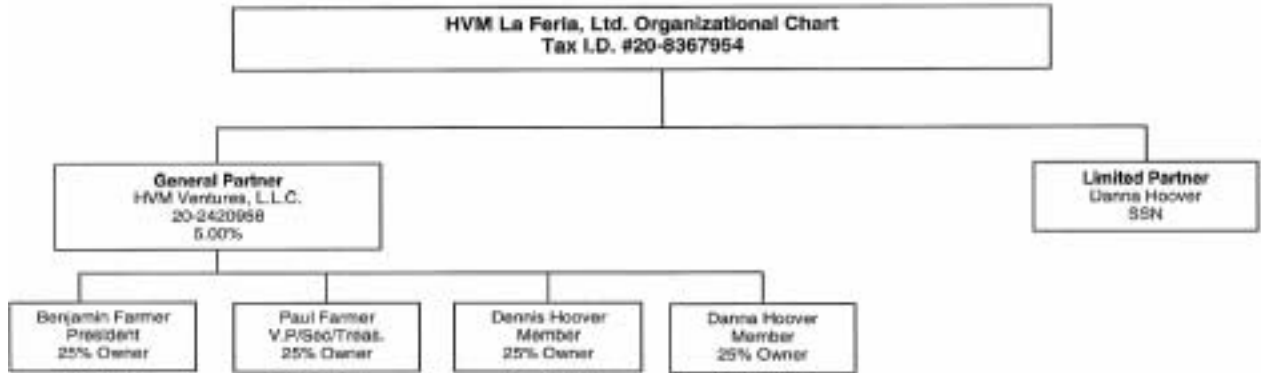 HVM La Feria, Ltd. Organizational Chart
Tax I.D. #20-8367954
General Partner
HVM Ventures, L.L.C.
20-2420958
5.00%
Limited Partner
Danna Hoover
SSN
Benjamin Farmer
President
25% Owner
Paul Farmer
V.P/Sec/Treas.
25% Owner
Dennis Hoover
Member
25% Owner
Danna Hoover
Member
25% Owner